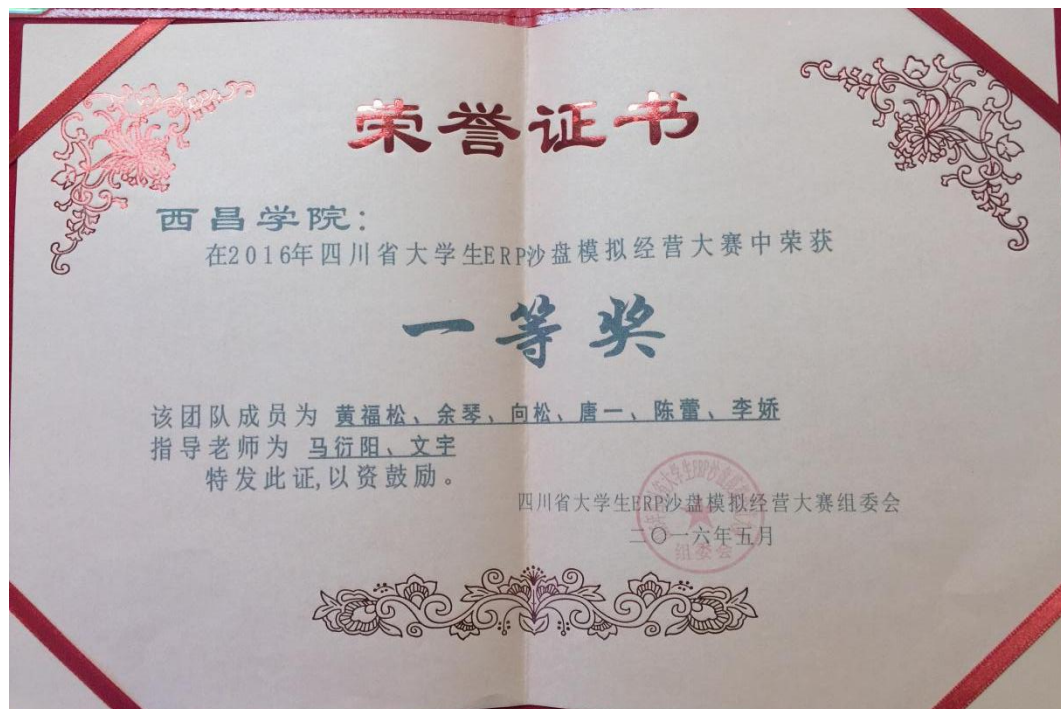 荣誉证书
西昌学院:
在2016年四川省大学生ERP沙盘模拟经营大赛中荣获
一等奖
该团队成员为 黄福松、余琴、向松、唐一、陈蕾、李娇
指导老师为 马衍阳、文宇
特发此证,以资鼓励。
四川省大学生ERP沙盘模拟经营大赛组委会
二〇一六年五月
组委会